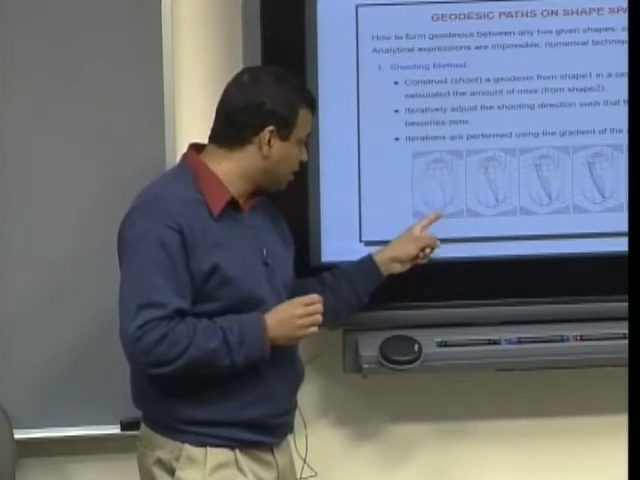 GEODESIC PATHS ON SHAPE SPA
How to form geodesics between any two given shapes:
Analytical expressions are impossible, numerical techniqu
1. Shooting Method:
• Construct (shoot) a geodesic from shape1 in a
calculated the amount of miss (from shape2).
• Iteratively adjust the shooting direction such that
becomes zero.
• Iterations are performed using the gradient of the